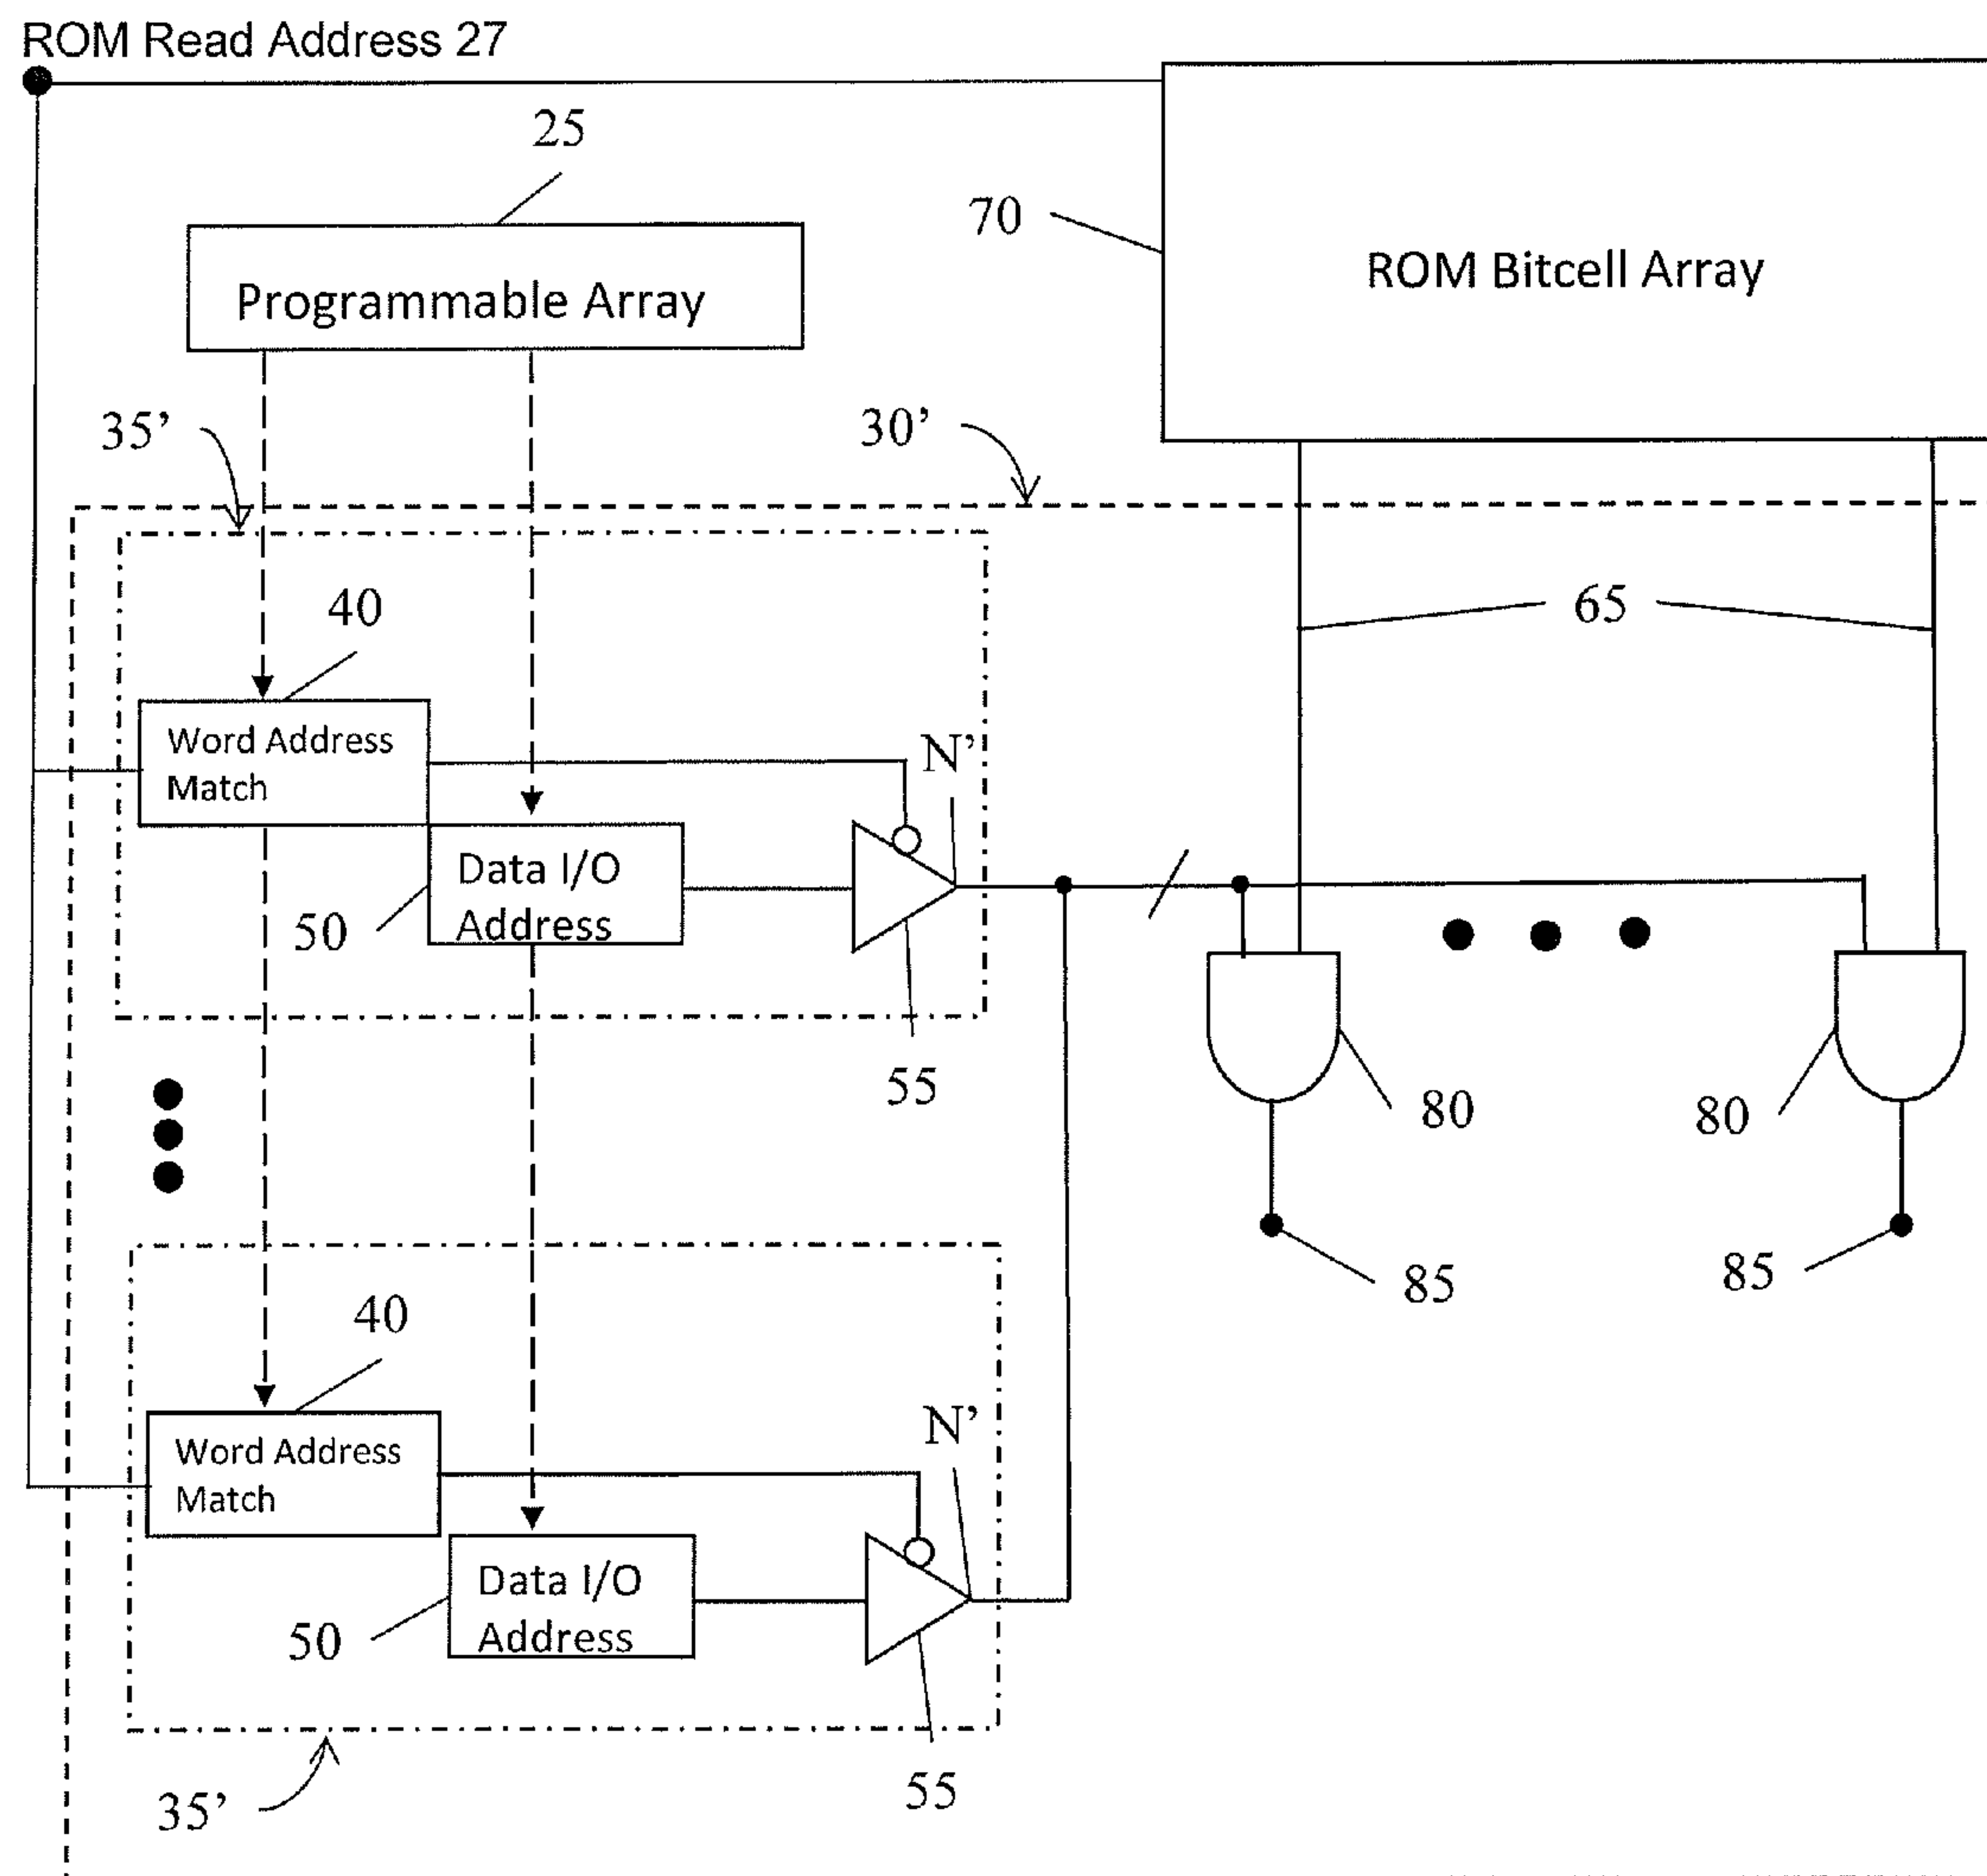 ROM Read Address 27
25
Programmable Array
70
ROM Bitcell Array
35’
30’
40
65
Word Address
Match
N’
Data I/O
Address
50
55
80
80
85
85
40
Word Address
Match
N’
Data I/O
Address
50
55
35’